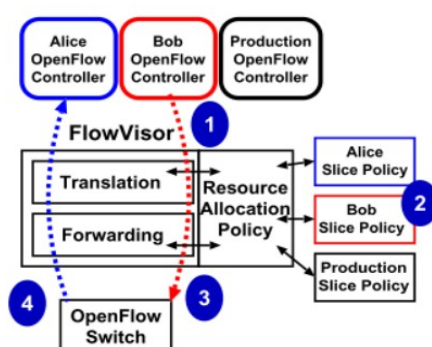 Alice
OpenFlow
Controller
Bob
OpenFlow
Controller
Production
OpenFlow
Controller
FlowVisor
1
Translation
Forwarding
Resource
Allocation
Policy
Alice
Slice Policy
2
Bob
Slice Policy
Production
Slice Policy
4
3
OpenFlow
Switch